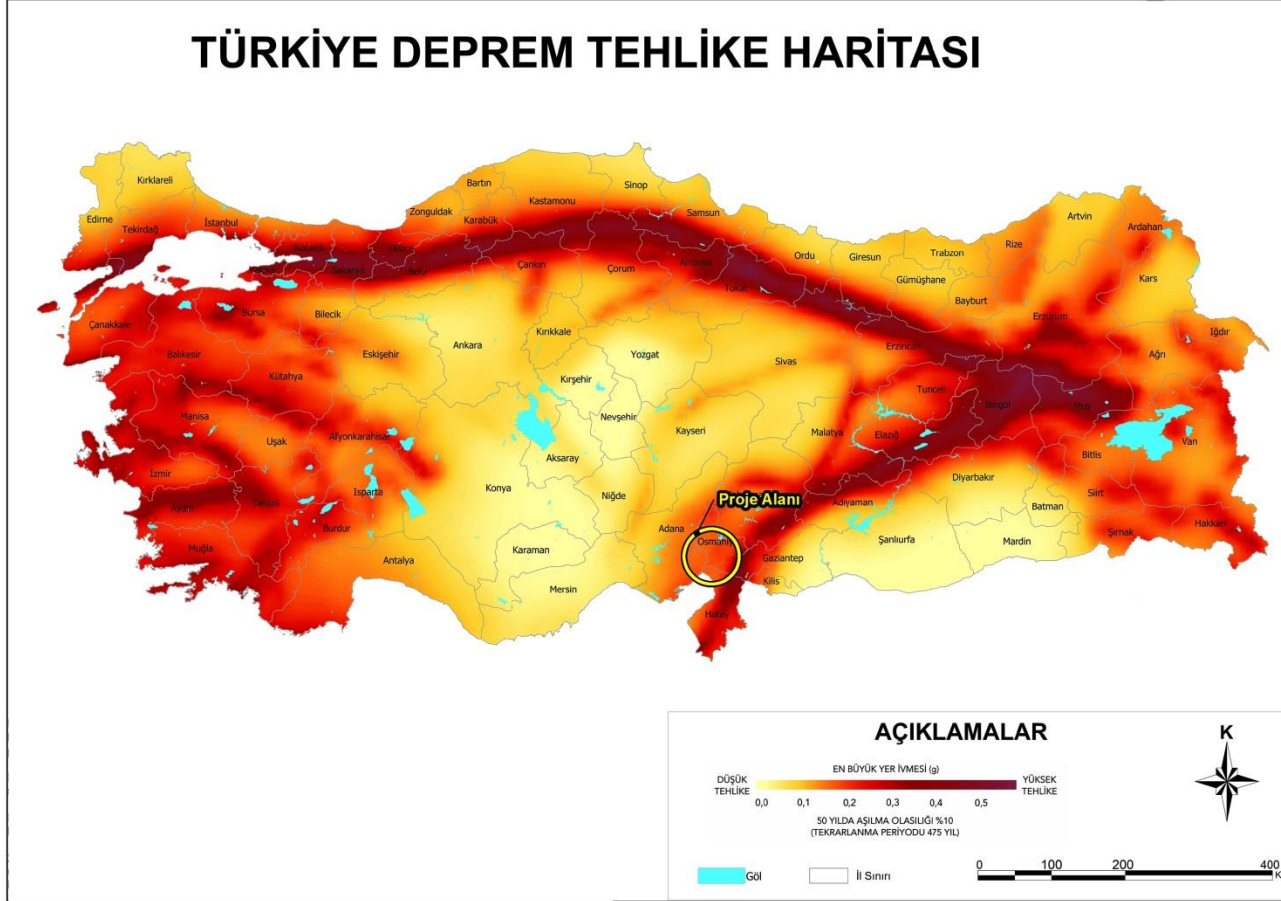 TÜRKİYE DEPREM TEHLİKE HARİTASI
Kırklareli
Edirne
Tekirdağ
İstanbul
Kocaeli
Sakarya
Bolu
Zonguldak
Bartın
Karabük
Kastamonu
Sinop
Samsun
Çankırı
Çorum
Amasya
Tokat
Ordu
Giresun
Trabzon
Gümüşhane
Bayburt
Rize
Artvin
Ardahan
Kars
Iğdır
Ağrı
Erzurum
Erzincan
Çanakkale
Balıkesir
Bursa
Bilecik
Eskişehir
Kütahya
Ankara
Kırıkkale
Kırşehir
Yozgat
Sivas
Tunceli
Bingöl
Muş
Van
Bitlis
Manisa
Uşak
Afyonkarahisar
Nevşehir
Kayseri
Malatya
Elazığ
Diyarbakır
Siirt
Batman
Hakkari
Şırnak
Mardin
Şanlıurfa
Adıyaman
İzmir
Aydın
Denizli
Isparta
Burdur
Muğla
Antalya
Konya
Aksaray
Niğde
Karaman
Mersin
Adana
Proje Alanı
Osmaniy
Gaziantep
Kilis
Hatay
AÇIKLAMALAR
EN BÜYÜK YER İVMESİ (g)
DÜŞÜK TEHLİKE
YÜKSEK TEHLİKE
0,0 0,1 0,2 0,3 0,4 0,5
50 YILDA AŞILMA OLASILIĞI %10
(TEKRARLANMA PERİYODU 475 YIL)
Göl
İl Sınırı
K
0 100 200 400
K